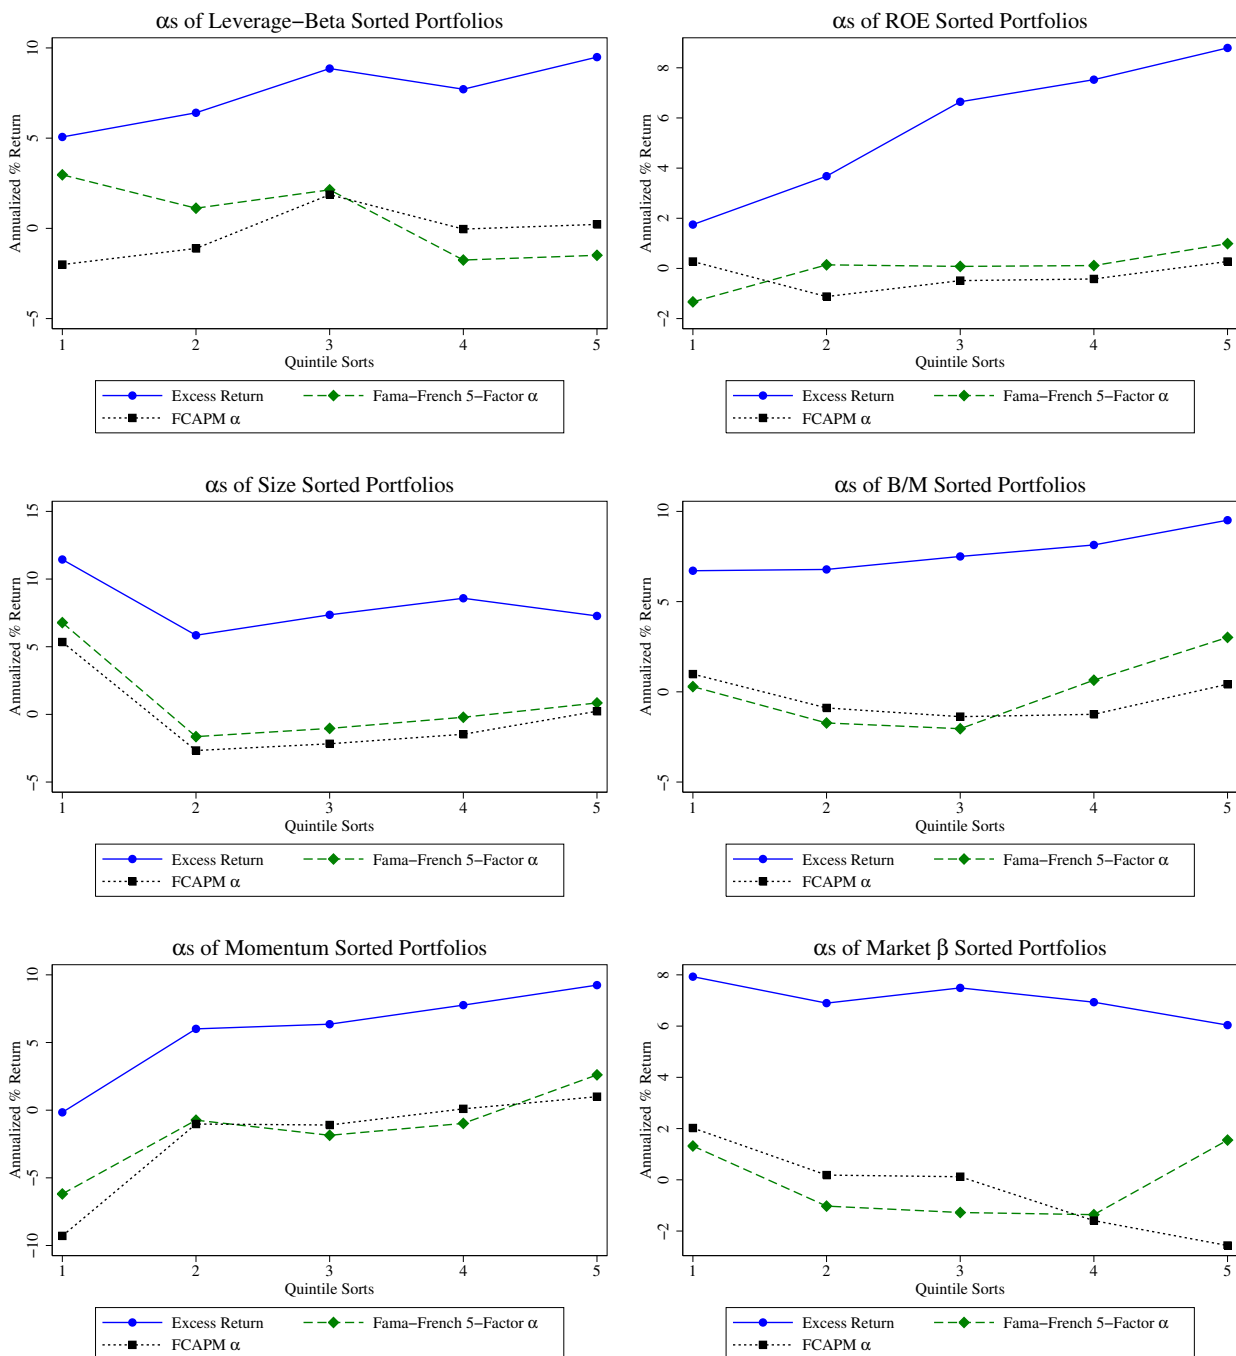 αs of Leverage−Beta Sorted Portfolios
Annualized % Return
10
5
0
−5
1 2 3 4 5
Quintile Sorts
Excess Return Fama−French 5−Factor α
FCAPM α
αs of ROE Sorted Portfolios
Annualized % Return
8
6
4
2
0
−2
1 2 3 4 5
Quintile Sorts
Excess Return Fama−French 5−Factor α
FCAPM α
αs of Size Sorted Portfolios
Annualized % Return
15
10
5
0
−5
1 2 3 4 5
Quintile Sorts
Excess Return Fama−French 5−Factor α
FCAPM α
αs of B/M Sorted Portfolios
Annualized % Return
10
5
0
−5
1 2 3 4 5
Quintile Sorts
Excess Return Fama−French 5−Factor α
FCAPM α
αs of Momentum Sorted Portfolios
Annualized % Return
10
5
0
−5
−10
1 2 3 4 5
Quintile Sorts
Excess Return Fama−French 5−Factor α
FCAPM α
αs of Market β Sorted Portfolios
Annualized % Return
8
6
4
2
0
−2
1 2 3 4 5
Quintile Sorts
Excess Return Fama−French 5−Factor α
FCAPM α